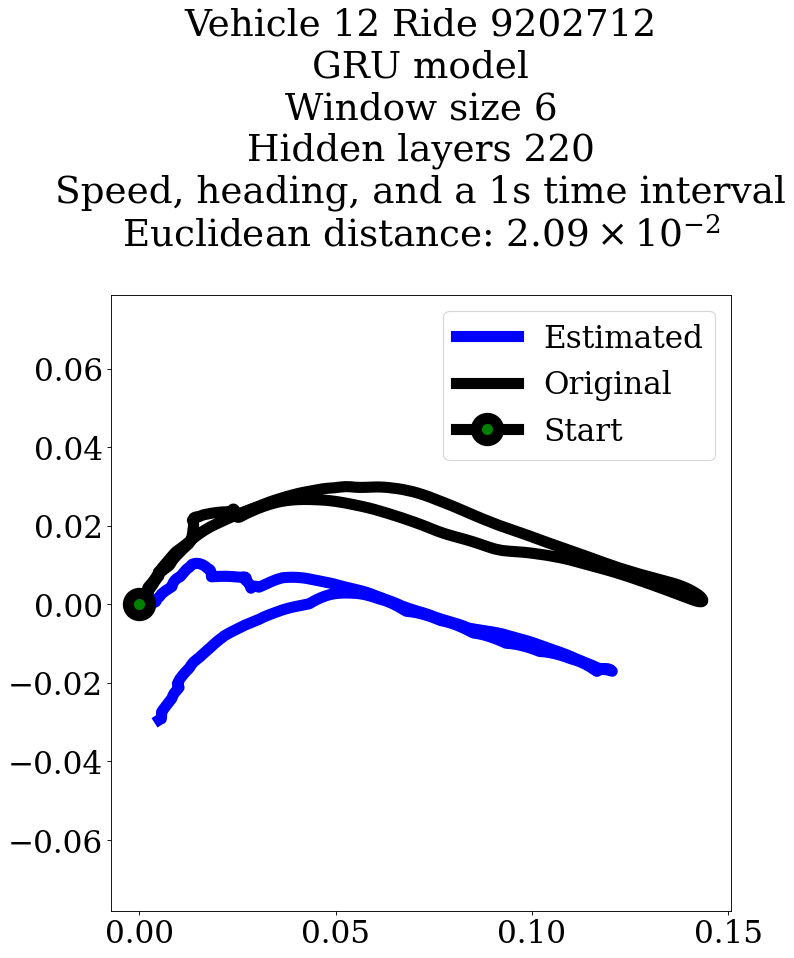 Vehicle 12 Ride 9202712
GRU model
Window size 6
Hidden layers 220
Speed, heading, and a 1s time interval
Euclidean distance: 2.09 × 10⁻²
Estimated
Original
Start
0.06
0.04
0.02
0.00
−0.02
−0.04
−0.06
0.00 0.05 0.10 0.15